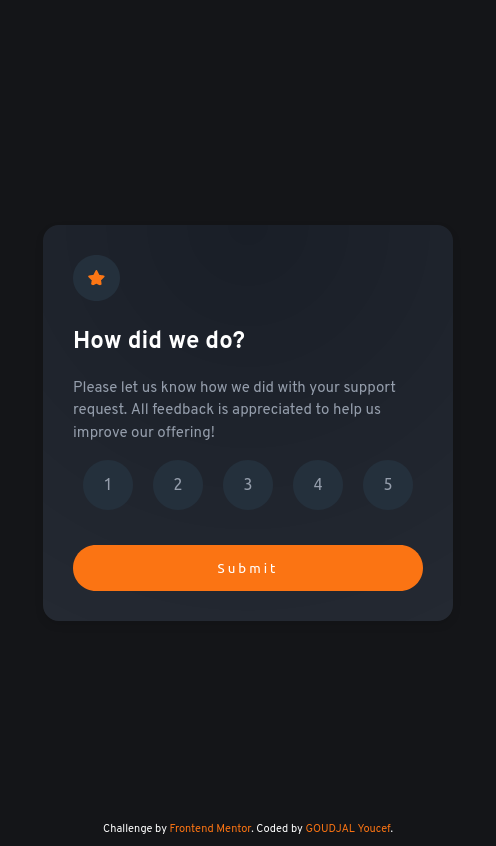 How did we do?
Please let us know how we did with your support
request. All feedback is appreciated to help us
improve our offering!
1 2 3 4 5
Submit
Challenge by Frontend Mentor. Coded by GOUDJAL Youcef.